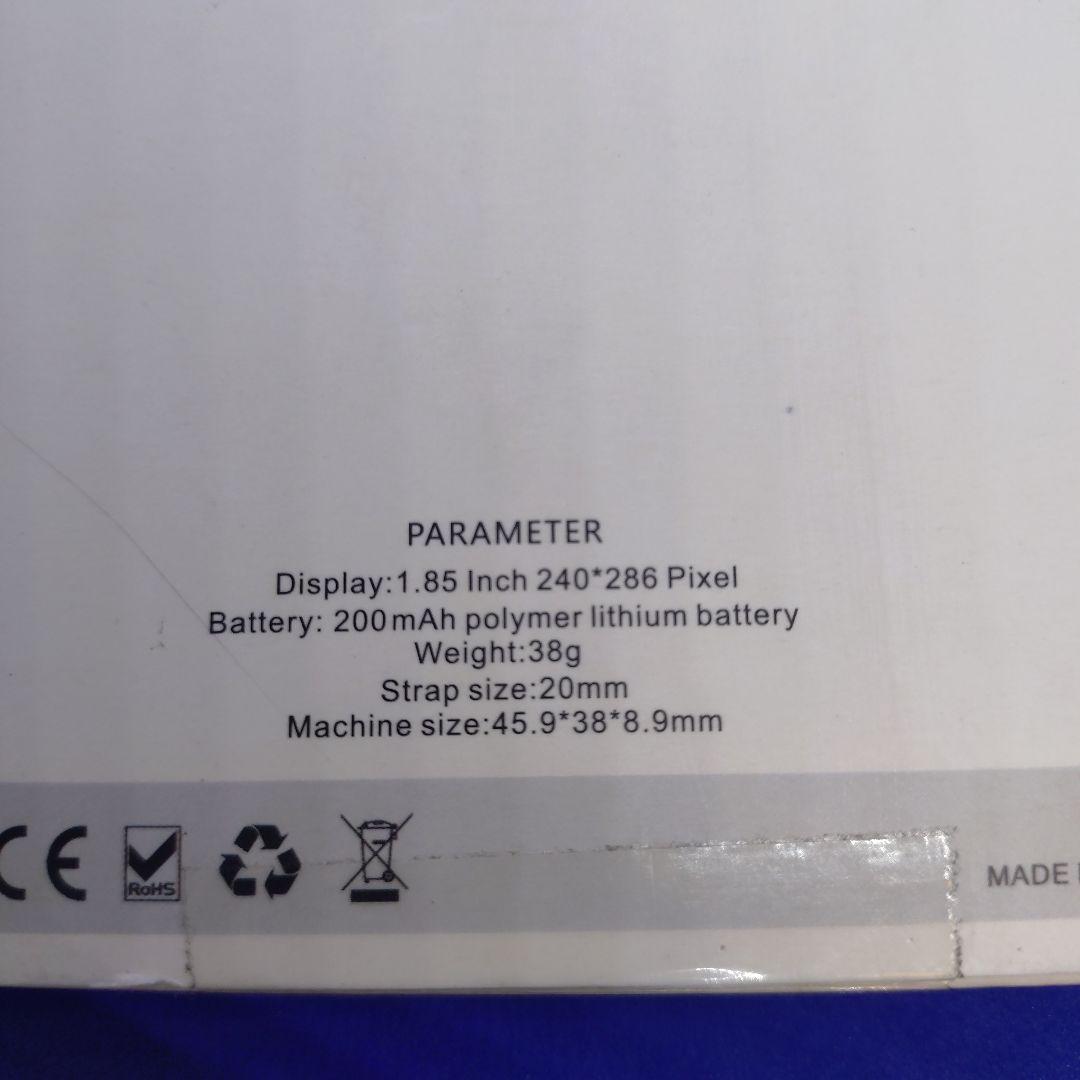 PARAMETER
Display:1.85 Inch 240*286 Pixel
Battery: 200mAh polymer lithium battery
Weight:38g
Strap size:20mm
Machine size:45.9*38*8.9mm
CE
RoHS
MADE